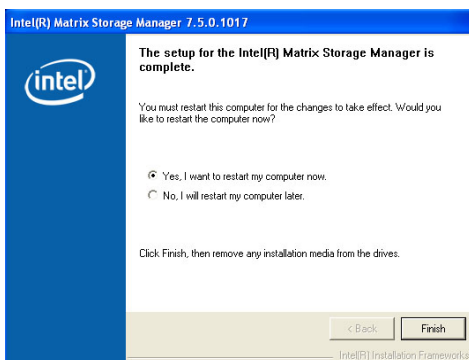 Intel(R) Matrix Storage Manager 7.5.0.1017
intel
The setup for the Intel(R) Matrix Storage Manager is
complete.
You must restart this computer for the changes to take effect. Would you
like to restart the computer now?
Yes, I want to restart my computer now.
No, I will restart my computer later.
Click Finish, then remove any installation media from the drives.
< Back
Finish
Intel(R) Installation Frameworks